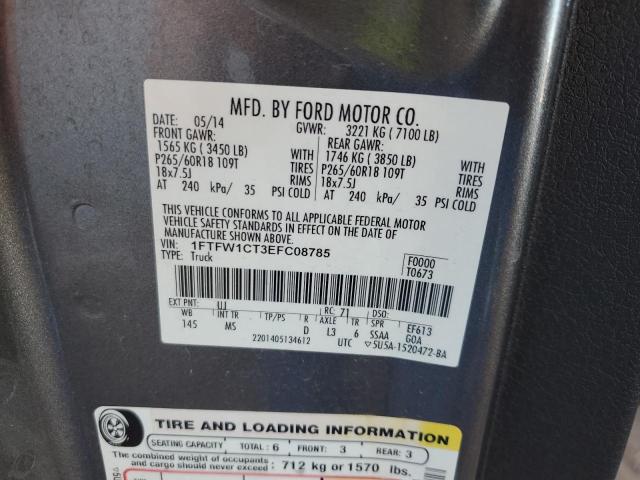 MFD. BY FORD MOTOR CO.
DATE: 05/14 GVWR: 3221 KG ( 7100 LB)
FRONT GAWR: REAR GAWR:
1565 KG ( 3450 LB) WITH 1746 KG ( 3850 LB) WITH
P265/60R18 109T TIRES P265/60R18 109T TIRES
18x7.5J RIMS 18x7.5J RIMS
AT 240 kPa/ 35 PSI COLD AT 240 kPa/ 35 PSI COLD
THIS VEHICLE CONFORMS TO ALL APPLICABLE FEDERAL MOTOR
VEHICLE SAFETY STANDARDS IN EFFECT ON THE DATE OF
MANUFACTURE SHOWN ABOVE.
VIN: 1FTFW1CT3EFC08785
TYPE: Truck
F0000
T0673
EXT PNT: UJ RC: 71 DSO:
WB INT TR TP/PS R AXLE TR SPR EF613
145 MS D L3 6 SSAA GOA
2201405134612 UTC ▽5U5A-1520472-BA
TIRE AND LOADING INFORMATION
SEATING CAPACITY TOTAL: 6 FRONT: 3 REAR: 3
The combined weight of occupants
and cargo should never exceed: 712 kg or 1570 lbs.